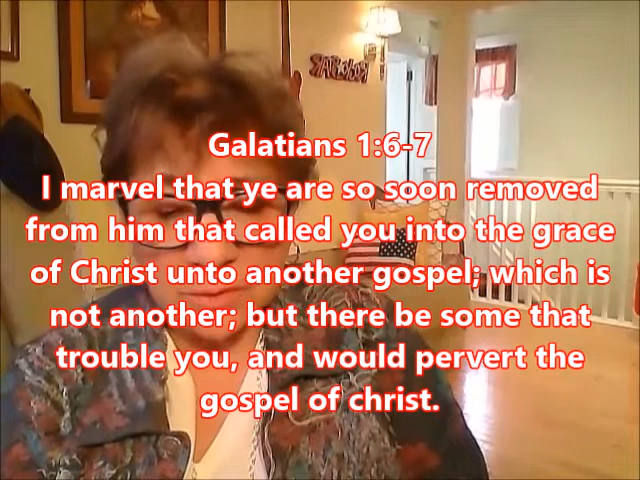 Galatians 1:6-7
I marvel that ye are so soon removed
from him that called you into the grace
of Christ unto another gospel; which is
not another; but there be some that
trouble you, and would pervert the
gospel of christ.